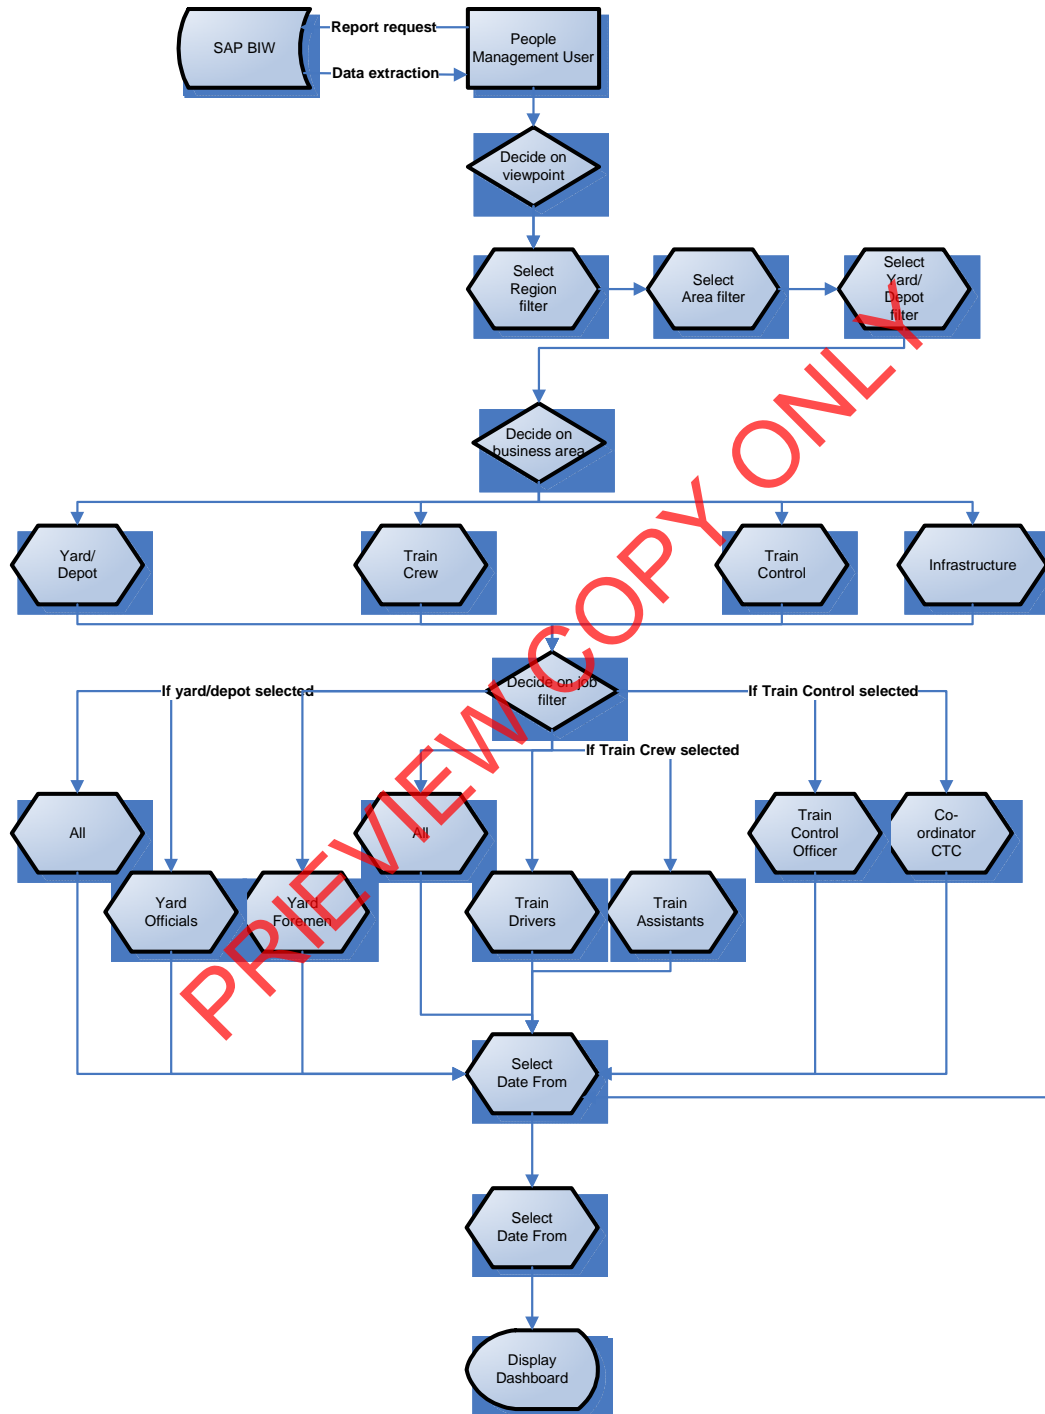 Report request
SAP BIW
People
Management User
Data extraction
Decide on
viewpoint
Select
Region
filter
Select
Area filter
Select
Yard/
Depot
filter
Decide on
business area
Yard/
Depot
Train
Crew
Train
Control
Infrastructure
Decide on job
filter
If yard/depot selected
If Train Control selected
If Train Crew selected
All
All
Train
Control
Officer
Co-
ordinator
CTC
Yard
Officials
Yard
Foremen
Train
Drivers
Train
Assistants
Select
Date From
Select
Date From
Display
Dashboard
PRIEVIEW COPY ONLY